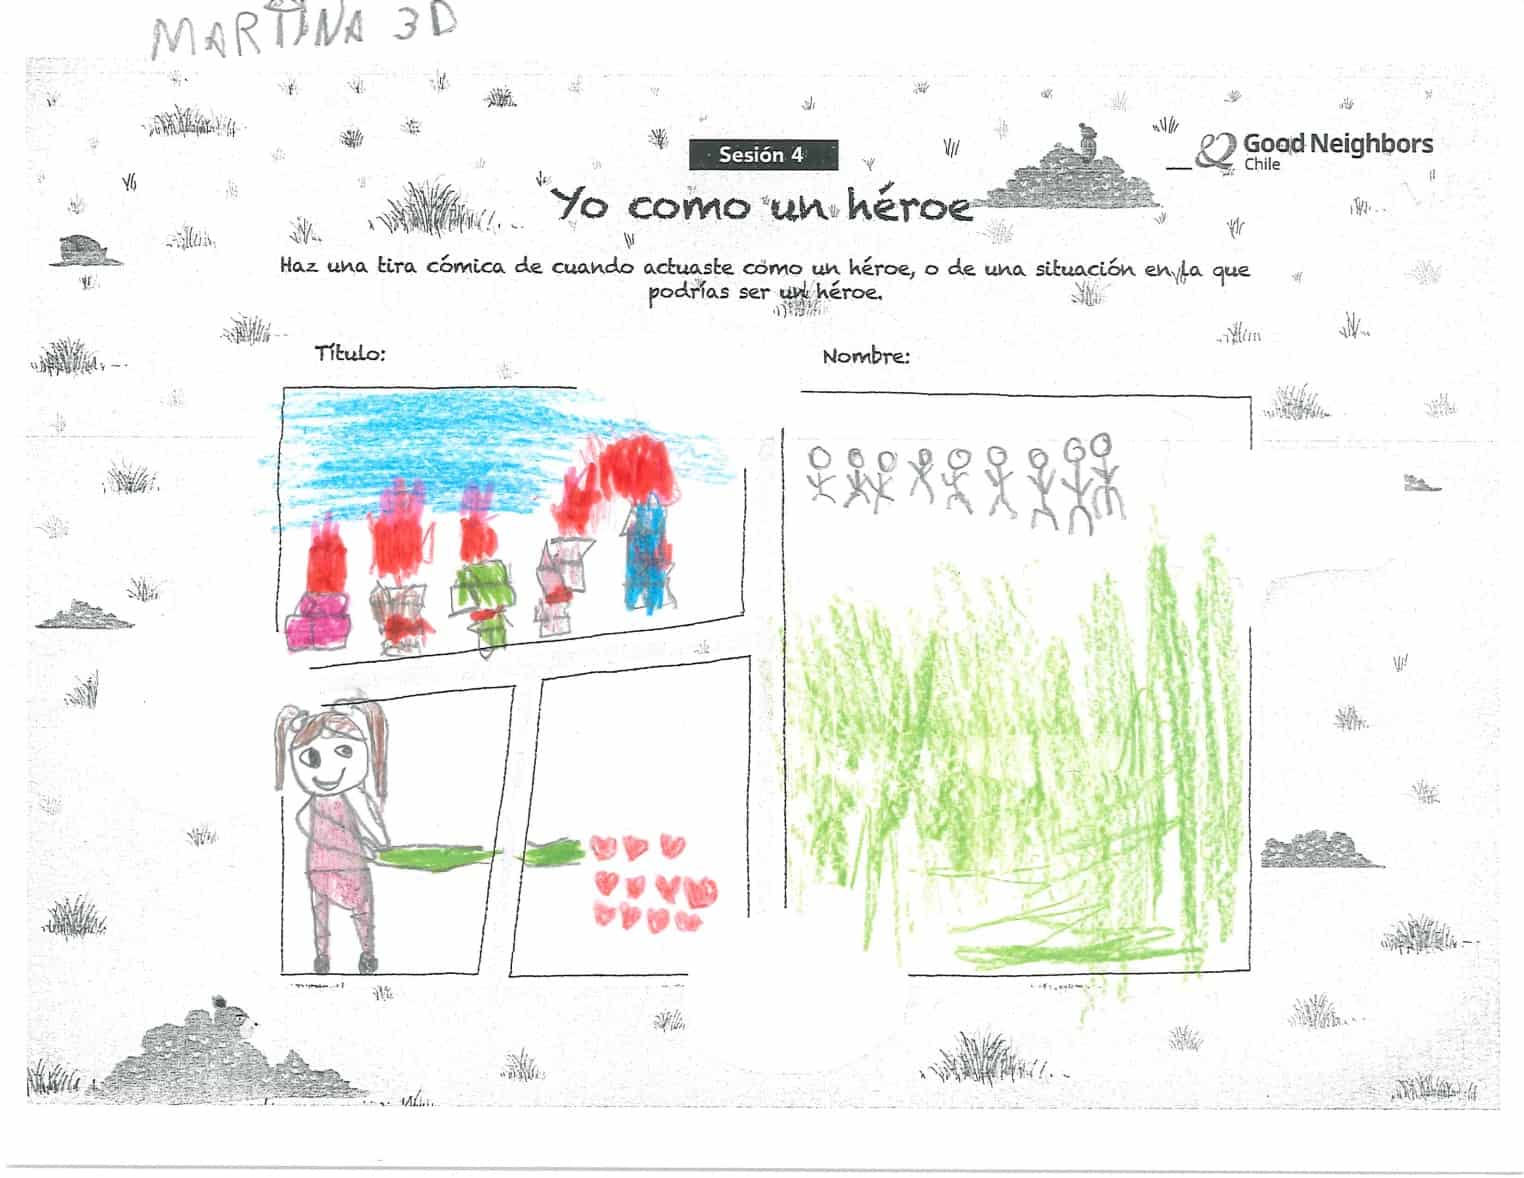 MARTINA 3D
Sesión 4
Good Neighbors
Chile
Yo como un héroe
Haz una tira cómica de cuando actuaste como un héroe, o de una situación en la que
podrías ser un héroe.
Título:
Nombre: